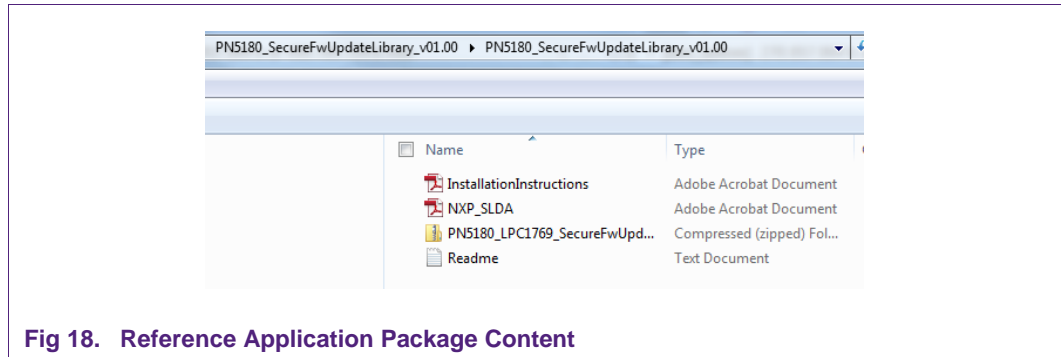 PN5180_SecureFwUpdateLibrary_v01.00 ▸ PN5180_SecureFwUpdateLibrary_v01.00
Name Type
InstallationInstructions Adobe Acrobat Document
NXP_SLDA Adobe Acrobat Document
PN5180_LPC1769_SecureFwUpd... Compressed (zipped) Fol...
Readme Text Document
Fig 18. Reference Application Package Content